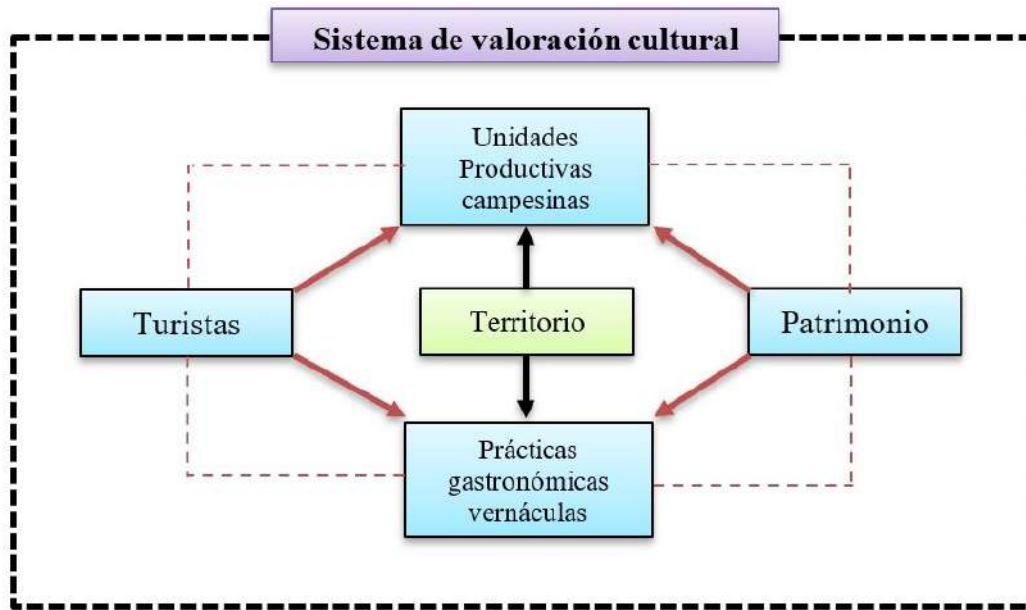 Sistema de valoración cultural
Unidades
Productivas
campesinas
Turistas
Territorio
Patrimonio
Prácticas
gastronómicas
vernáculas